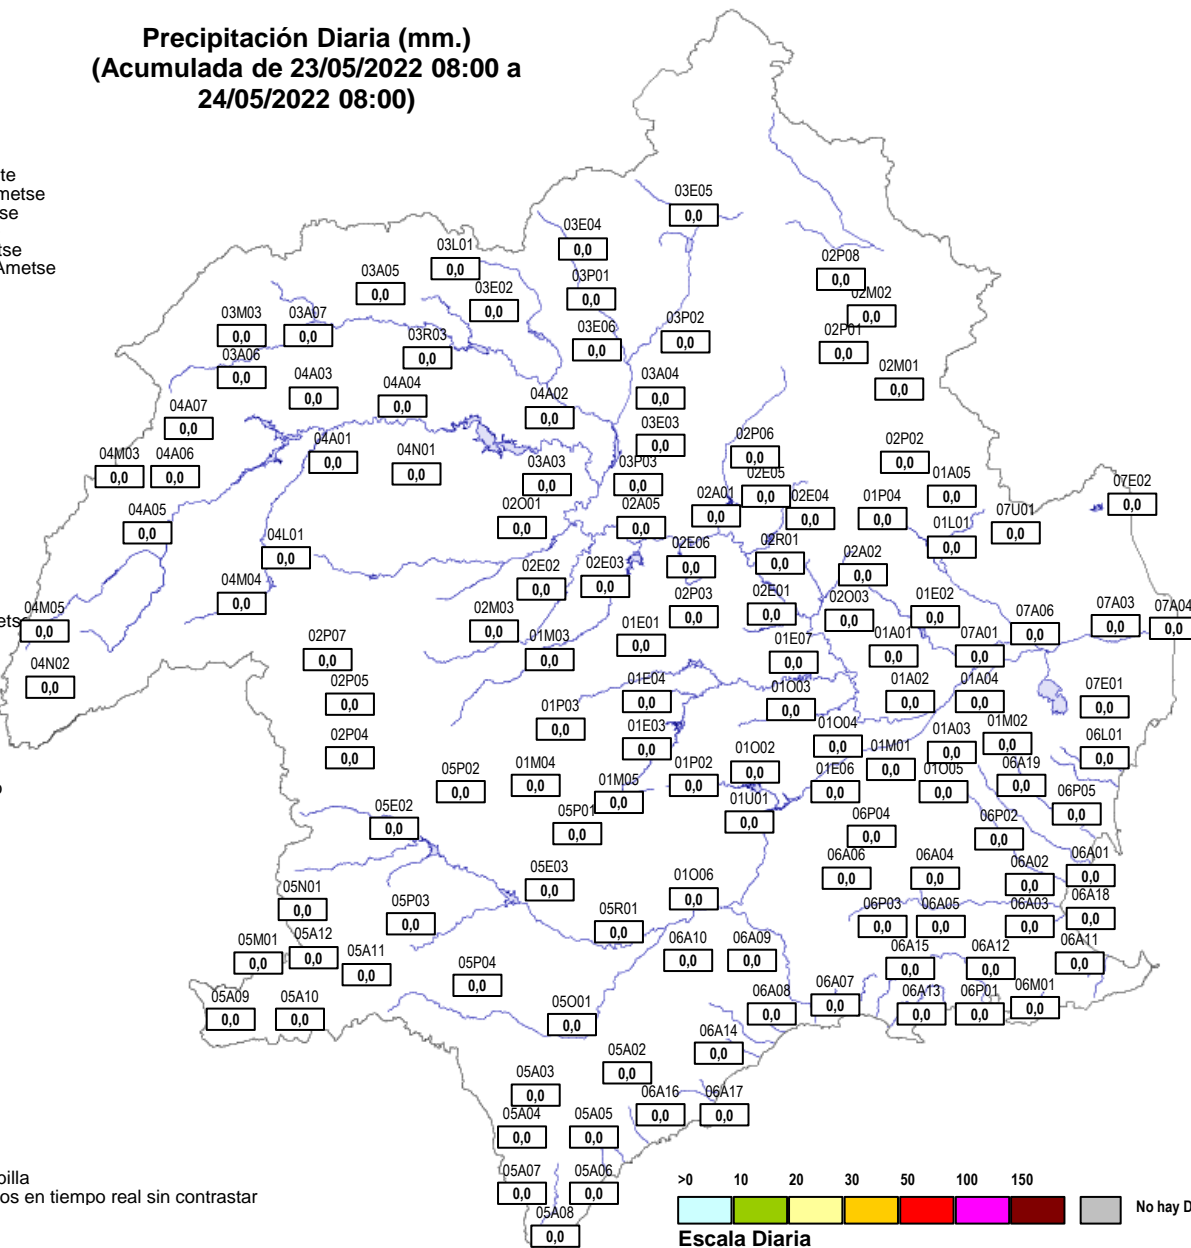 Precipitación Diaria (mm.)
(Acumulada de 23/05/2022 08:00 a
24/05/2022 08:00)
te
metse
se
tse
Ametse
03E05
0,0
03E04
0,0
03L01
0,0
02P08
0,0
03A05
0,0
03P01
0,0
03E02
0,0
02M02
0,0
03M03
0,0
03A07
0,0
03P02
0,0
03E06
0,0
02P01
0,0
03R03
0,0
03A06
0,0
04A03
0,0
04A04
0,0
03A04
0,0
02M01
0,0
04A02
0,0
04A07
0,0
03E03
0,0
02P06
0,0
04A01
0,0
04N01
0,0
02P02
0,0
04M03
0,0
04A06
0,0
03A03
0,0
03P03
0,0
02E05
0,0
01A05
0,0
07E02
0,0
02A01
0,0
02E04
0,0
01P04
0,0
04A05
0,0
02O01
0,0
02A05
0,0
07U01
0,0
01L01
0,0
04L01
0,0
02E06
0,0
02R01
0,0
02A02
0,0
02E02
0,0
02E03
0,0
04M04
0,0
02P03
0,0
02E01
0,0
02O03
0,0
01E02
0,0
etse
04M05
0,0
02M03
0,0
07A06
0,0
07A03
0,0
07A04
0,0
01E01
0,0
02P07
0,0
01M03
0,0
01E07
0,0
01A01
0,0
07A01
0,0
04N02
0,0
02P05
0,0
01E04
0,0
01O03
0,0
01A02
0,0
01A04
0,0
07E01
0,0
01P03
0,0
01E03
0,0
01O04
0,0
01A03
0,0
01M02
0,0
06L01
0,0
02P04
0,0
01M01
0,0
05P02
0,0
01M04
0,0
01M05
0,0
01P02
0,0
01O02
0,0
01E06
0,0
01O05
0,0
06A19
0,0
06P05
0,0
05E02
0,0
05P01
0,0
01U01
0,0
06P04
0,0
06P02
0,0
05E03
0,0
01O06
0,0
06A06
0,0
06A04
0,0
06A02
0,0
06A01
0,0
05N01
0,0
05P03
0,0
05R01
0,0
06P03
0,0
06A05
0,0
06A03
0,0
06A18
0,0
05M01
0,0
05A12
0,0
05A11
0,0
06A10
0,0
06A09
0,0
06A15
0,0
06A12
0,0
06A11
0,0
05P04
0,0
05A09
0,0
05A10
0,0
05O01
0,0
06A08
0,0
06A07
0,0
06A13
0,0
06P01
0,0
06M01
0,0
06A14
0,0
05A02
0,0
05A03
0,0
06A16
0,0
06A17
0,0
05A04
0,0
05A05
0,0
05A07
0,0
05A06
0,0
05A08
0,0
pilla
os en tiempo real sin contrastar
>0 10 20 30 50 100 150
No hay D
Escala Diaria